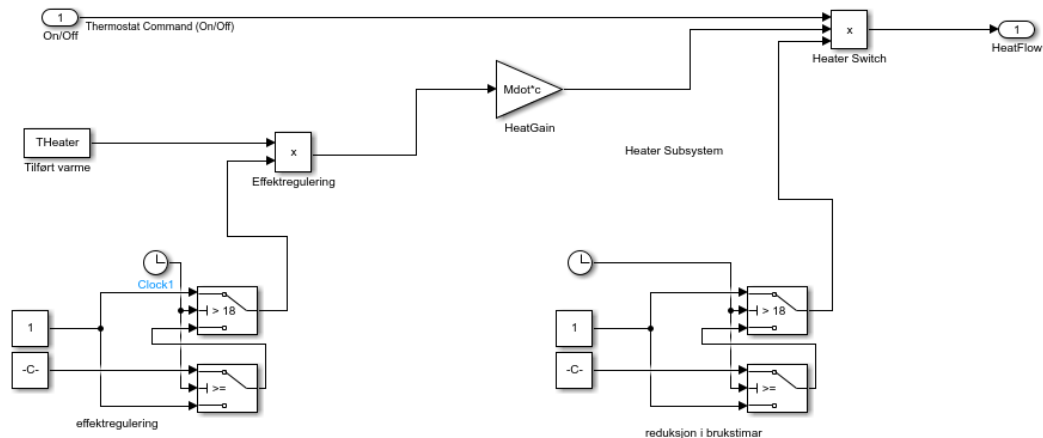 1
On/Off
Thermostat Command (On/Off)
x
Heater Switch
1
HeatFlow
Mdot*c
HeatGain
THeater
Tilført varme
x
Effektregulering
Heater Subsystem
Clock1
> 18
1
-C-
>=
effektregulering
> 18
1
-C-
>=
reduksjon i brukstimar